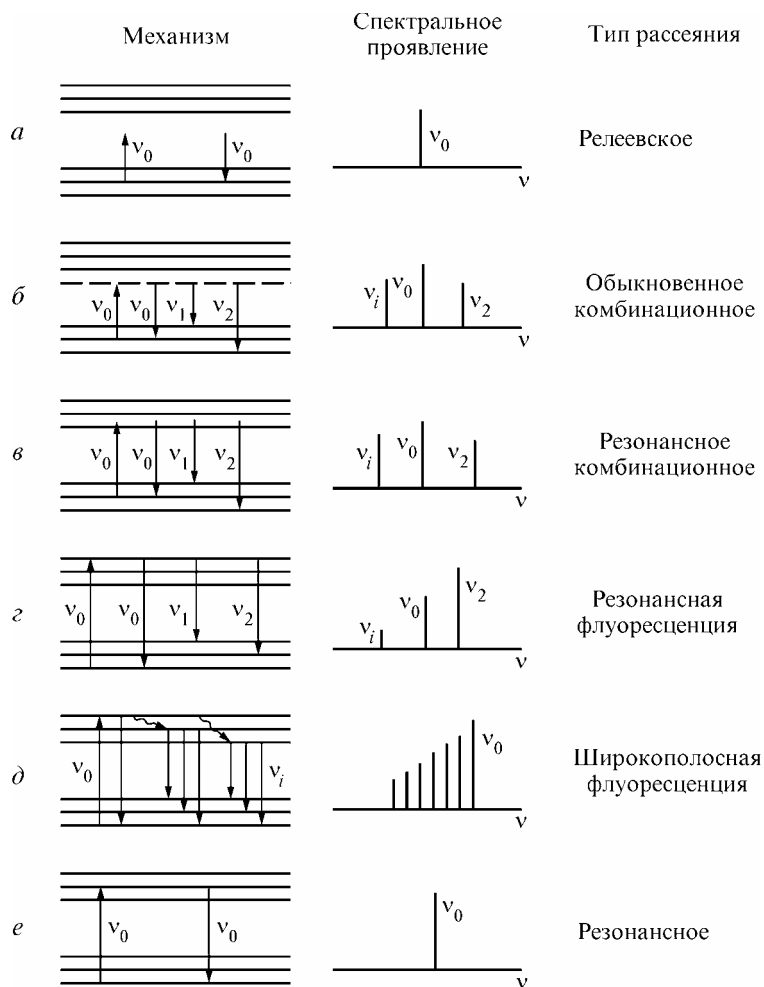 Механизм
Спектральное
проявление
Тип рассеяния
а
ν0
ν0
ν0
ν
Релеевское
б
ν0
ν0
ν1
ν2
νi
ν0
ν2
ν
Обыкновенное
комбинационное
в
ν0
ν0
ν1
ν2
νi
ν0
ν2
ν
Резонансное
комбинационное
г
ν0
ν0
ν1
ν2
νi
ν0
ν2
ν
Резонансная
флуоресценция
д
ν0
νi
ν0
ν
Широкополосная
флуоресценция
е
ν0
ν0
ν0
ν
Резонансное